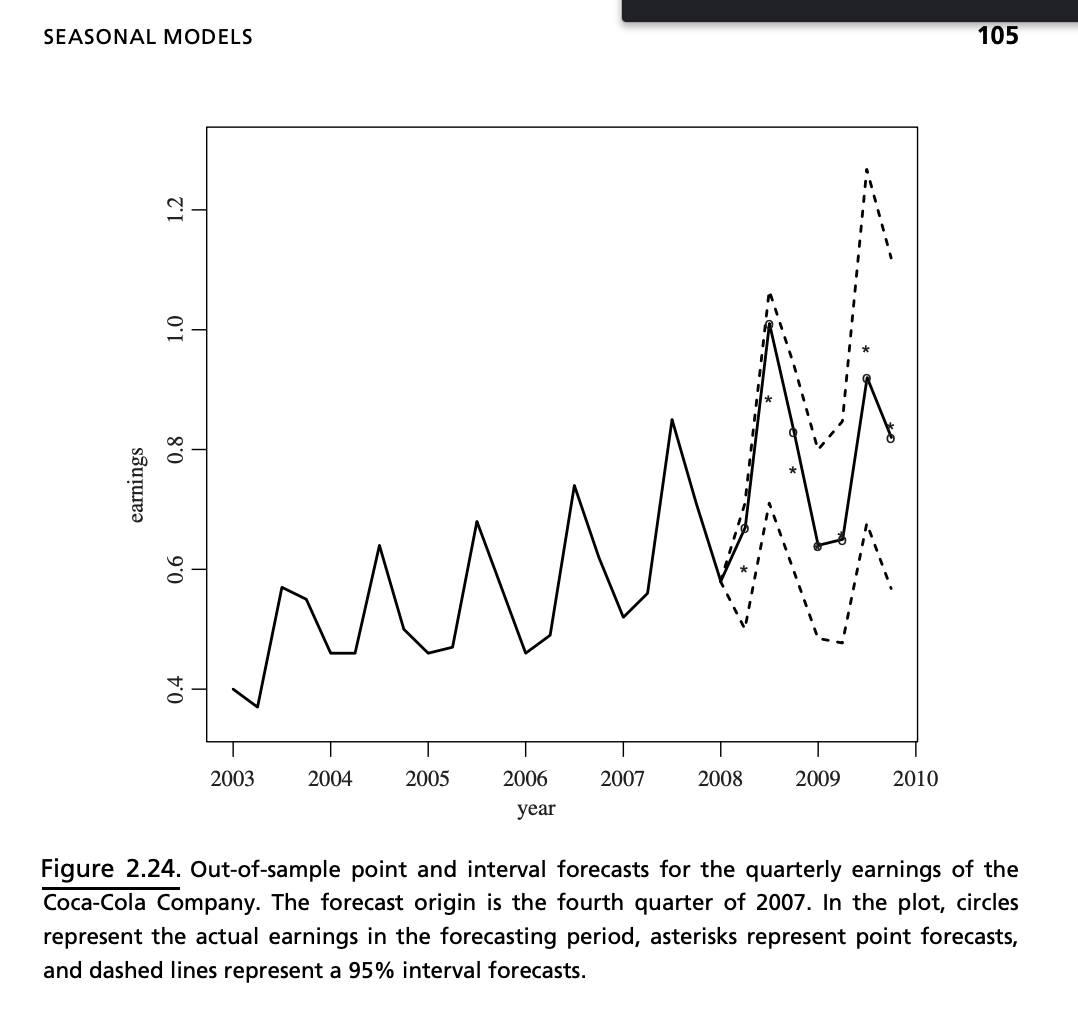 SEASONAL MODELS 105
1.2
1.0
0.8
0.6
0.4
earnings
2003 2004 2005 2006 2007 2008 2009 2010
year
Figure 2.24. Out-of-sample point and interval forecasts for the quarterly earnings of the
Coca-Cola Company. The forecast origin is the fourth quarter of 2007. In the plot, circles
represent the actual earnings in the forecasting period, asterisks represent point forecasts,
and dashed lines represent a 95% interval forecasts.